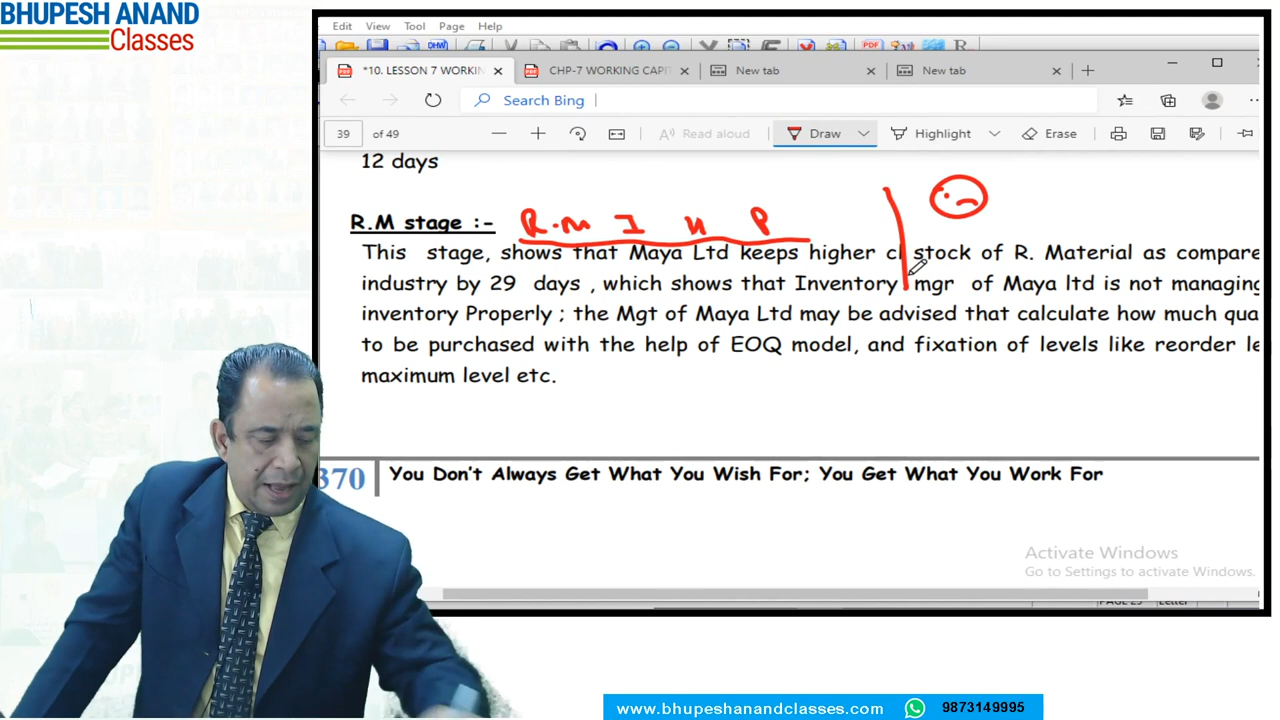 BHUPESH ANAND
Classes
Edit View Tool Page Help
*10. LESSON 7 WORKIN
CHP-7 WORKING CAPI
New tab
New tab
Search Bing
39 of 49
Read aloud
Draw
Highlight
Erase
12 days
R.M stage :-
R.M I N P
This stage, shows that Maya Ltd keeps higher cl stock of R. Material as compare
industry by 29 days , which shows that Inventory mgr of Maya ltd is not managing
inventory Properly ; the Mgt of Maya Ltd may be advised that calculate how much qua
to be purchased with the help of EOQ model, and fixation of levels like reorder le
maximum level etc.
370 You Don't Always Get What You Wish For; You Get What You Work For
Activate Windows
Go to Settings to activate Windows.
Letter
www.bhupeshanandclasses.com 9873149995